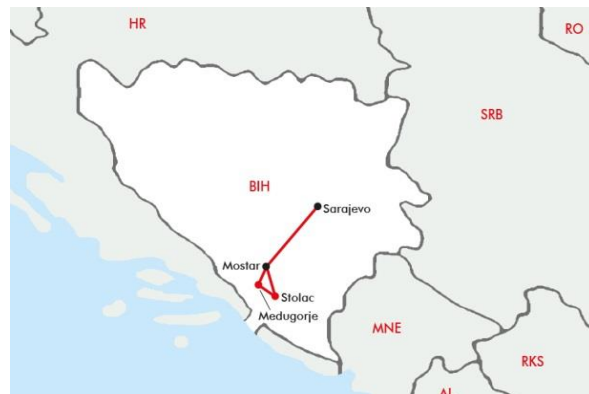 HR
RO
SRB
BIH
Sarajevo
Mostar
Stolac
Međugorje
MNE
RKS
AL